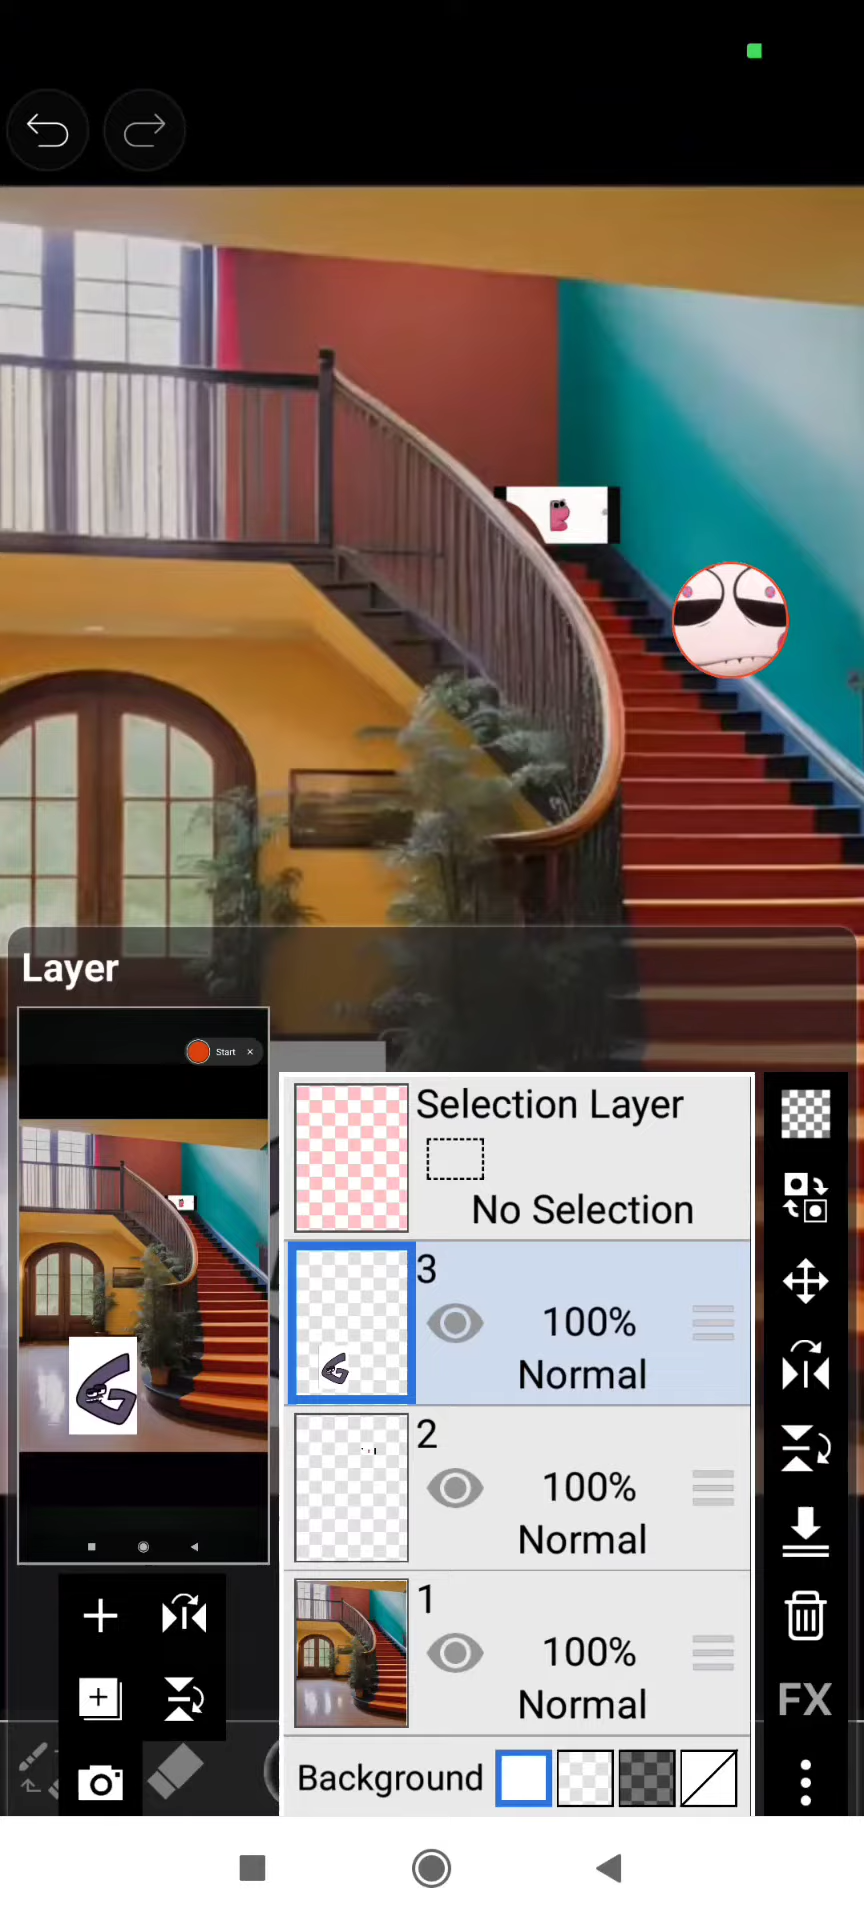 Layer
Start
Selection Layer
No Selection
3
100%
Normal
2
100%
Normal
1
100%
Normal
FX
Background